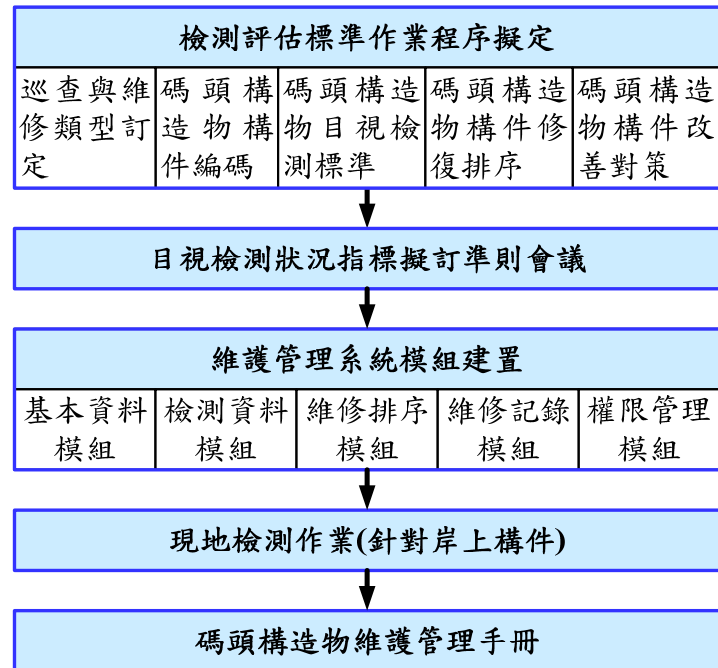 檢測評估標準作業程序擬定
巡查與維
修類型訂
定
碼頭構
造物構
件編碼
碼頭構造
物目視檢
測標準
碼頭構造
物構件修
復排序
碼頭構造
物構件改
善對策
目視檢測狀況指標擬訂準則會議
維護管理系統模組建置
基本資料
模組
檢測資料
模組
維修排序
模組
維修記錄
模組
權限管理
模組
現地檢測作業(針對岸上構件)
碼頭構造物維護管理手冊